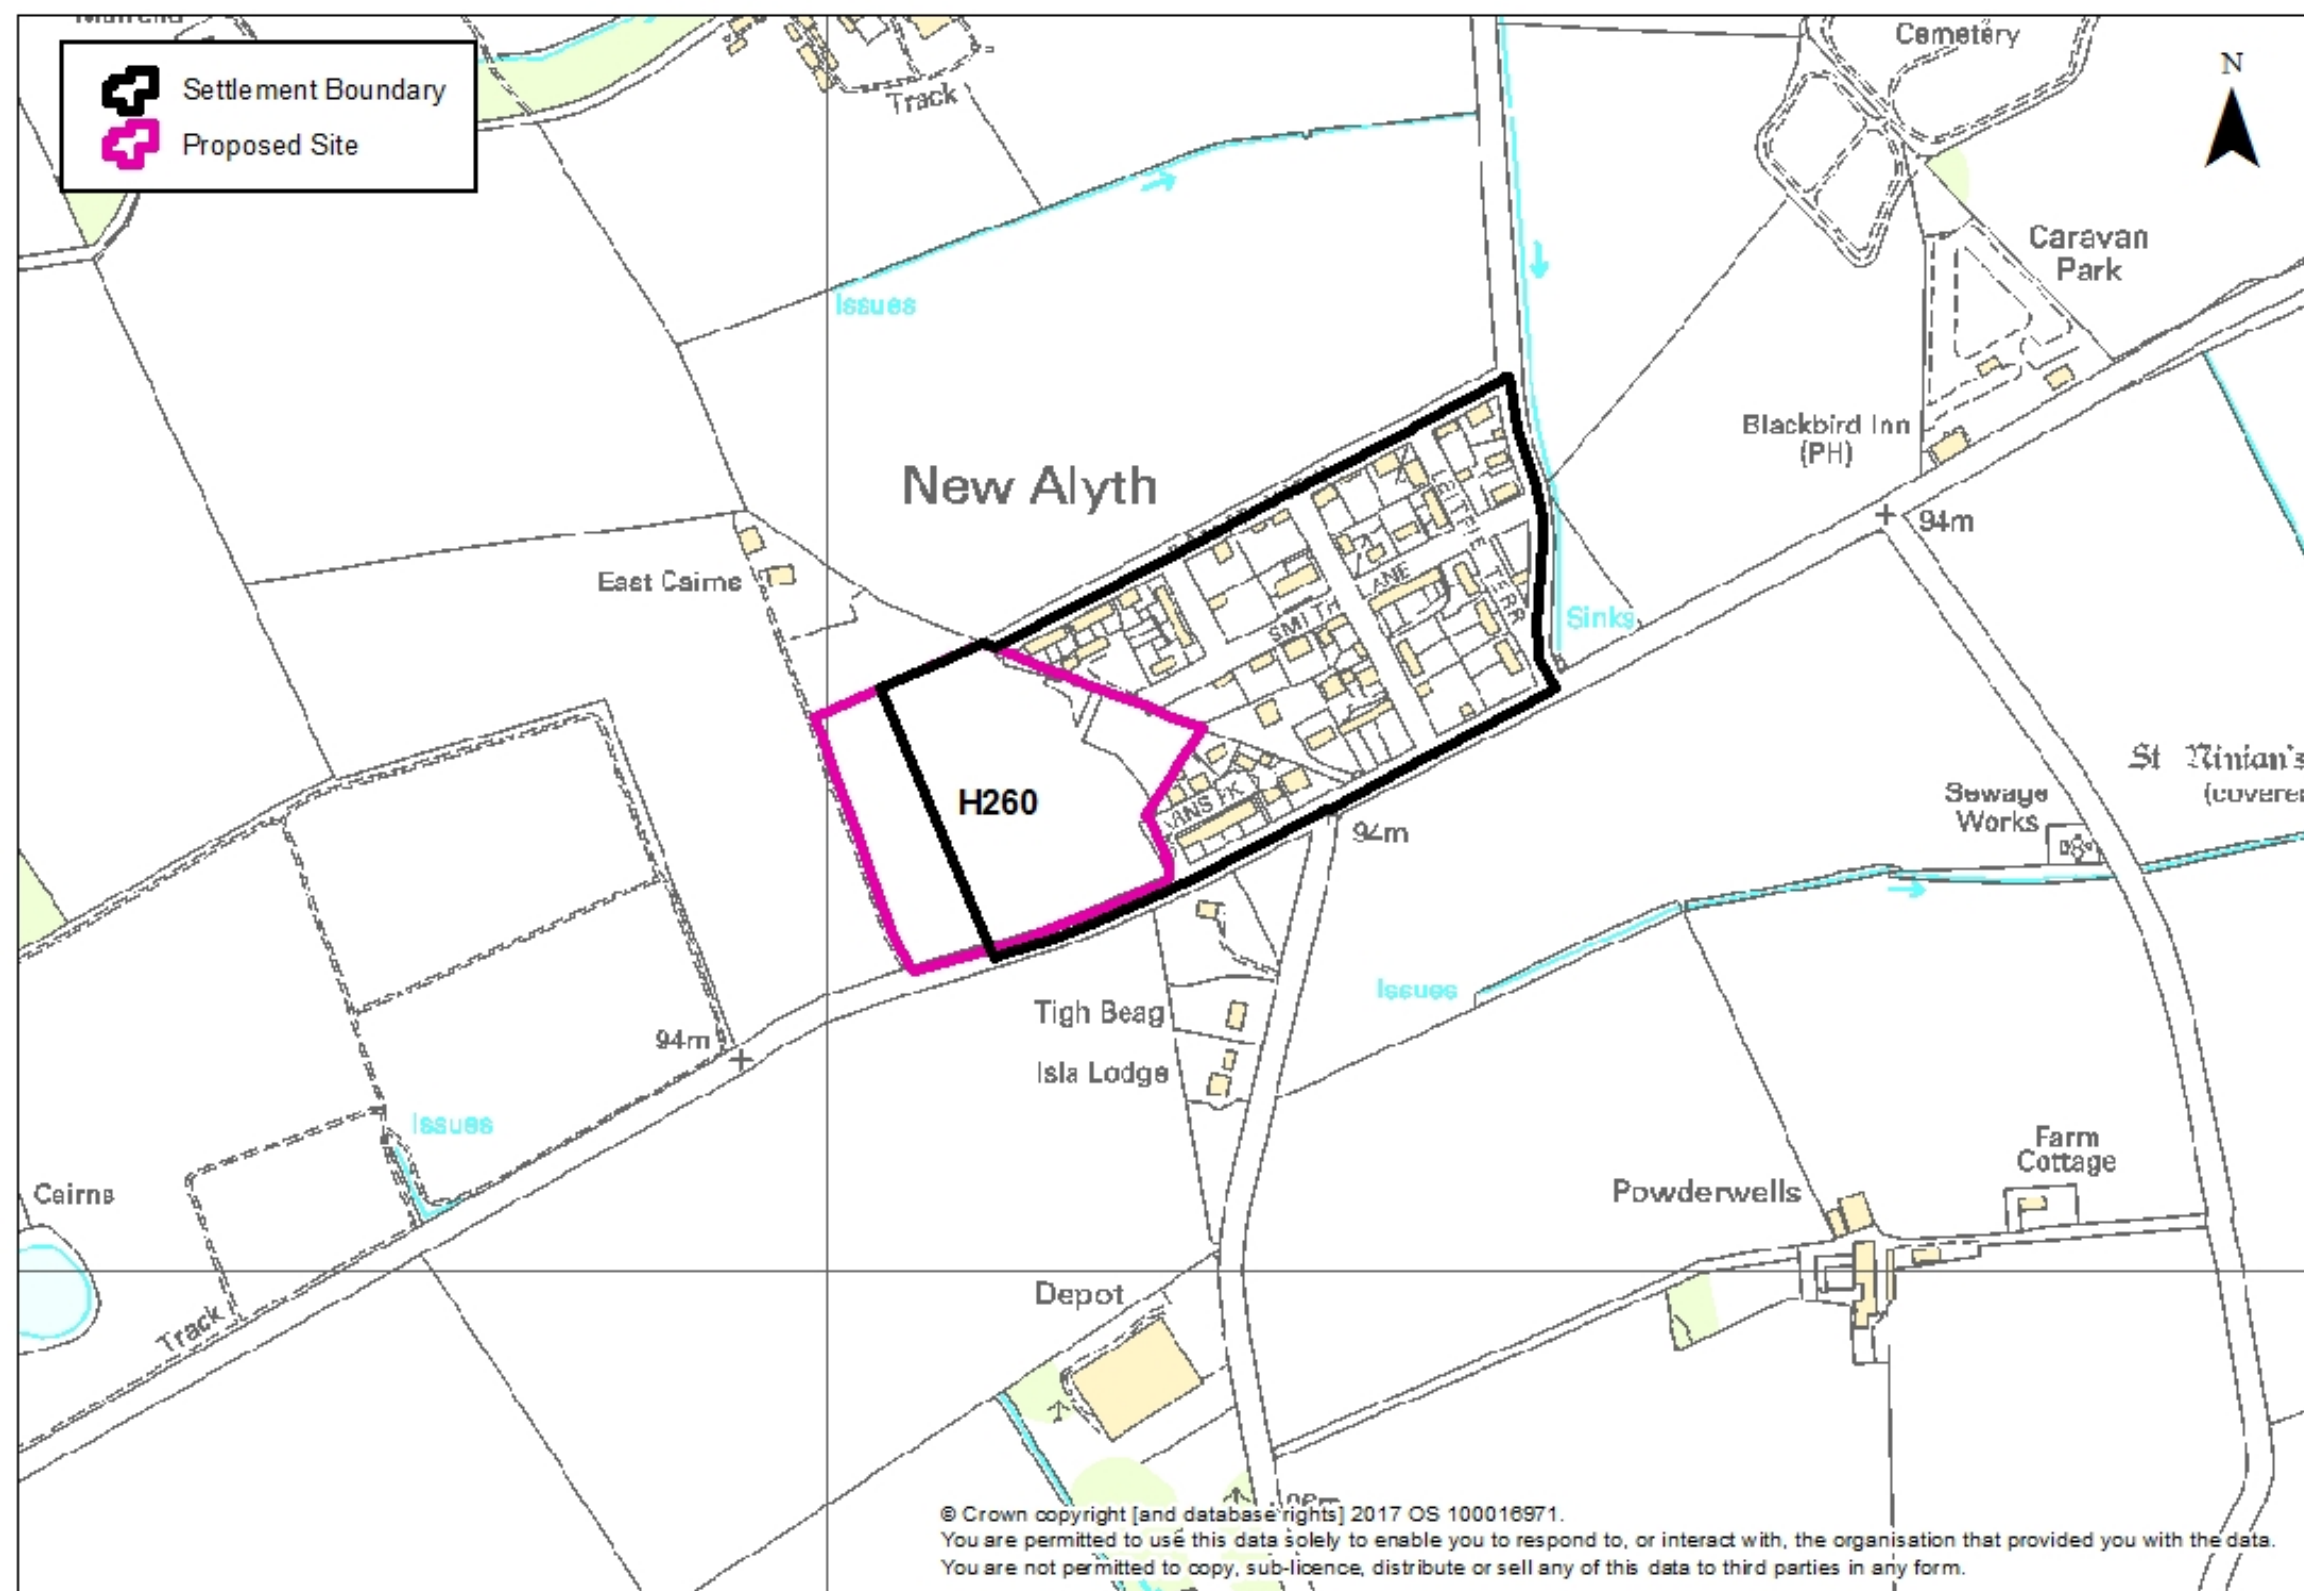 Cemetery
N
Settlement Boundary
Track
Proposed Site
Caravan
Park
Issues
Blackbird Inn
(PH)
New Alyth
94m
East Cairns
SMITH
LANE
TERR
Sinks
St Ninian's
Sewage
Works
H260
94m
Issues
Tigh Beag
94m
Isla Lodge
Issues
Farm
Cottage
Cairns
Powderwells
Depot
Track
© Crown copyright [and database rights] 2017 OS 100016971.
You are permitted to use this data solely to enable you to respond to, or interact with, the organisation that provided you with the data.
You are not permitted to copy, sub-licence, distribute or sell any of this data to third parties in any form.